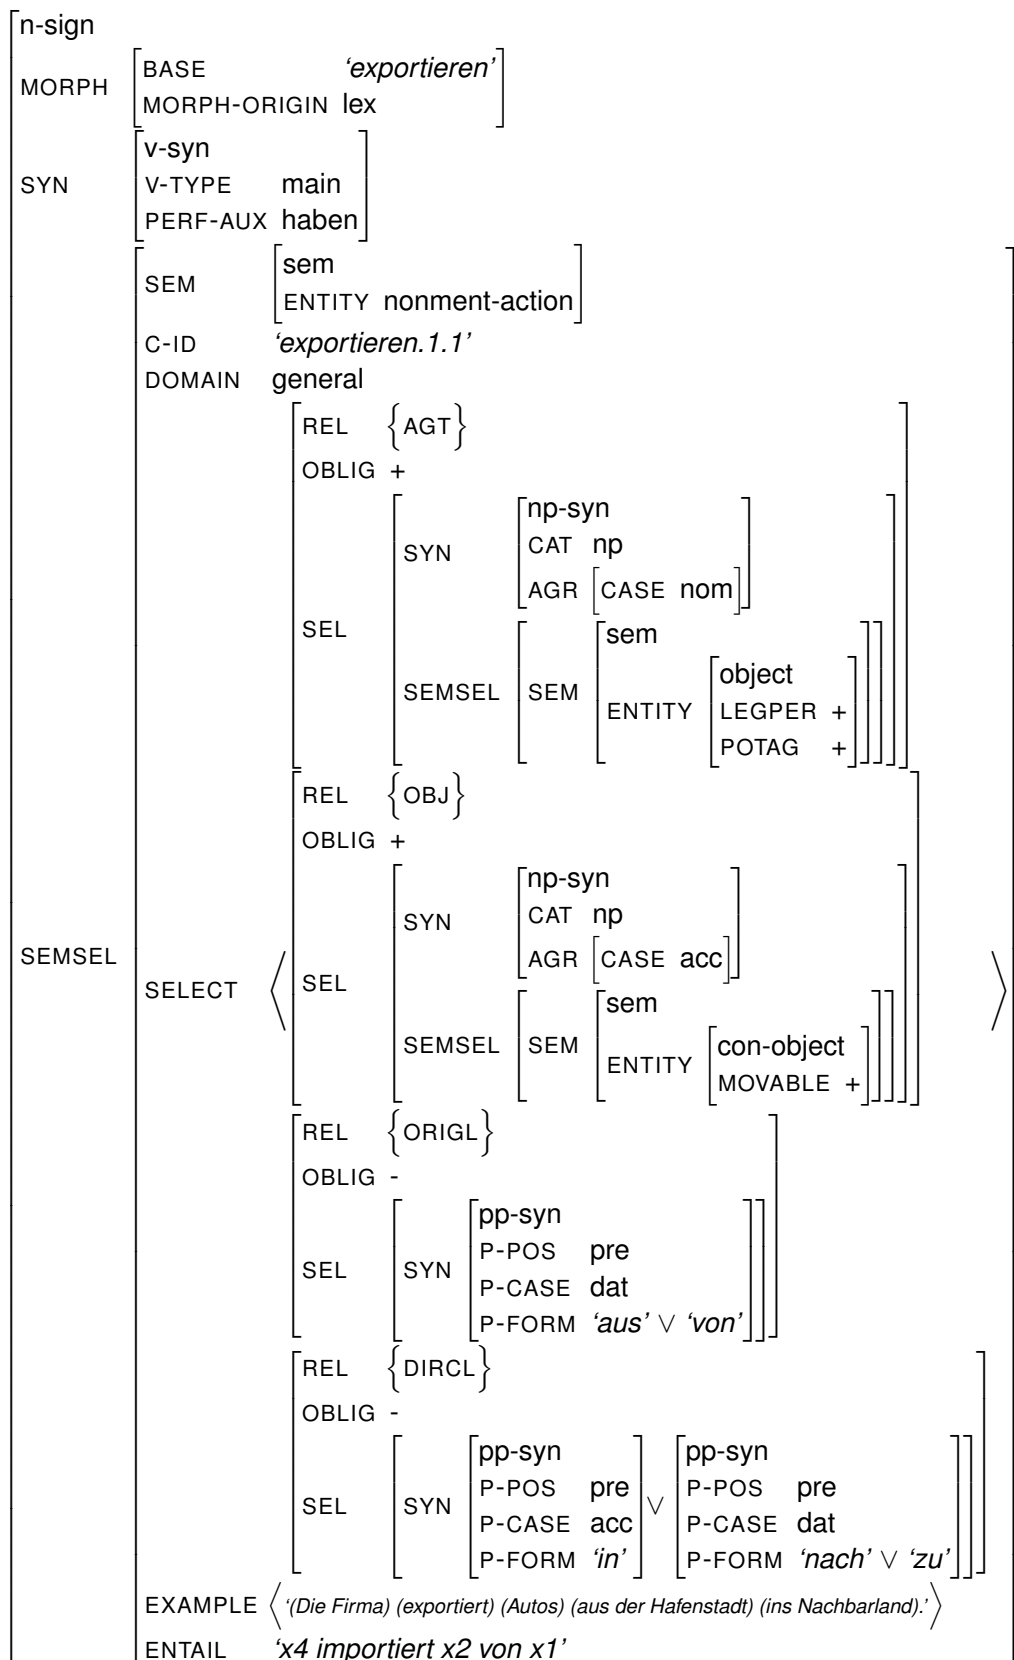 n-sign
MORPH
BASE ‘exportieren’
MORPH-ORIGIN lex
SYN
v-syn
V-TYPE main
PERF-AUX haben
SEMSEL
SEM
sem
ENTITY nonment-action
C-ID ‘exportieren.1.1’
DOMAIN general
SELECT
REL {AGT}
OBLIG +
SEL
SYN
np-syn
CAT np
AGR [CASE nom]
SEMSEL
SEM
sem
ENTITY
object
LEGPER +
POTAG +
REL {OBJ}
OBLIG +
SEL
SYN
np-syn
CAT np
AGR [CASE acc]
SEMSEL
SEM
sem
ENTITY
con-object
MOVABLE +
REL {ORIGL}
OBLIG -
SEL
SYN
pp-syn
P-POS pre
P-CASE dat
P-FORM ‘aus’ ∨ ‘von’
REL {DIRCL}
OBLIG -
SEL
SYN
pp-syn
P-POS pre
P-CASE acc
P-FORM ‘in’
∨
pp-syn
P-POS pre
P-CASE dat
P-FORM ‘nach’ ∨ ‘zu’
EXAMPLE ⟨‘(Die Firma) (exportiert) (Autos) (aus der Hafenstadt) (ins Nachbarland).’⟩
ENTAIL ‘x4 importiert x2 von x1’